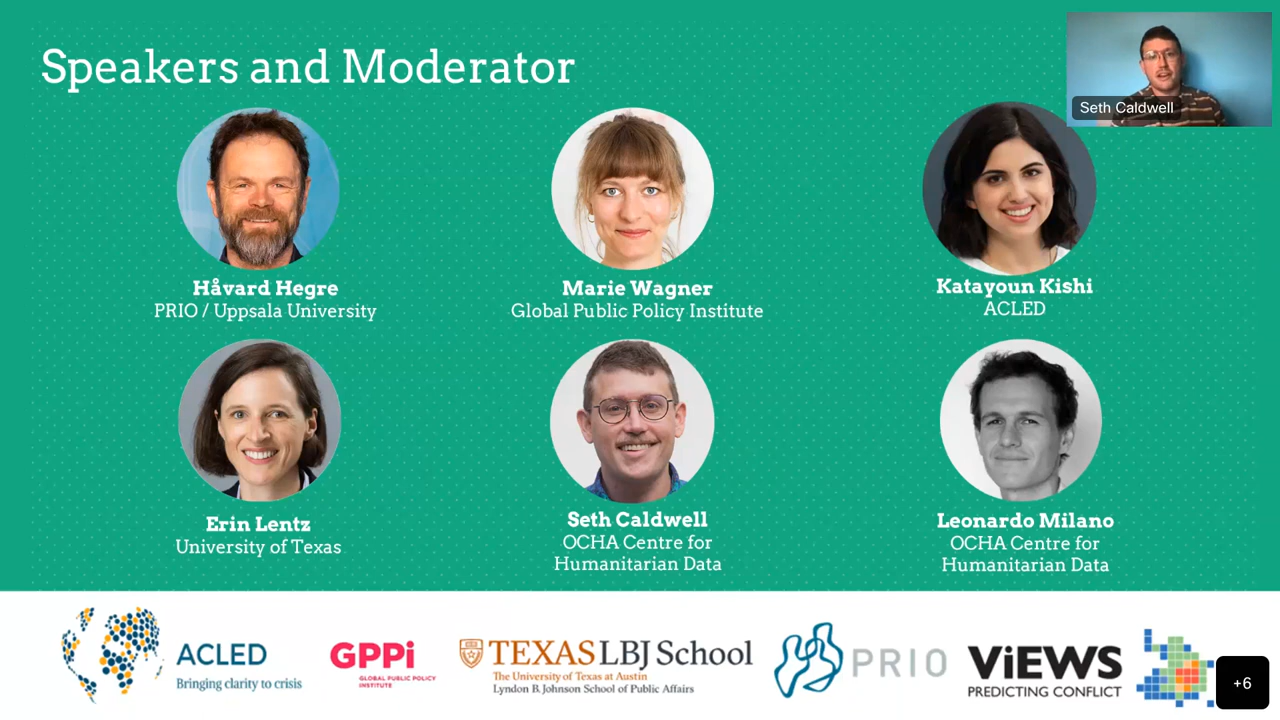 Speakers and Moderator
Seth Caldwell
Håvard Hegre
PRIO / Uppsala University
Marie Wagner
Global Public Policy Institute
Katayoun Kishi
ACLED
Erin Lentz
University of Texas
Seth Caldwell
OCHA Centre for
Humanitarian Data
Leonardo Milano
OCHA Centre for
Humanitarian Data
ACLED
Bringing clarity to crisis
GPPi
GLOBAL PUBLIC POLICY
INSTITUTE
TEXAS LBJ School
The University of Texas at Austin
Lyndon B. Johnson School of Public Affairs
PRIO
ViEWS
PREDICTING CONFLICT
+6